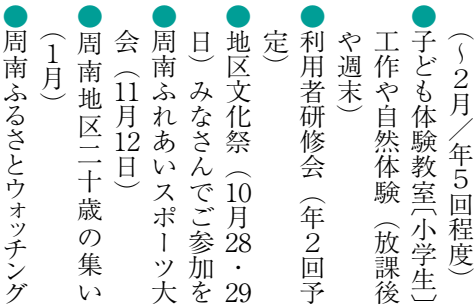 （～２月／年５回程度）
●子ども体験教室［小学生］
工作や自然体験（放課後
や週末）
●利用者研修会（年２回予
定）
●地区文化祭（10月28・29
日）みなさんでご参加を
●周南ふれあいスポーツ大
会（11月12日）
●周南地区二十歳の集い
（１月）
●周南ふるさとウォッチング